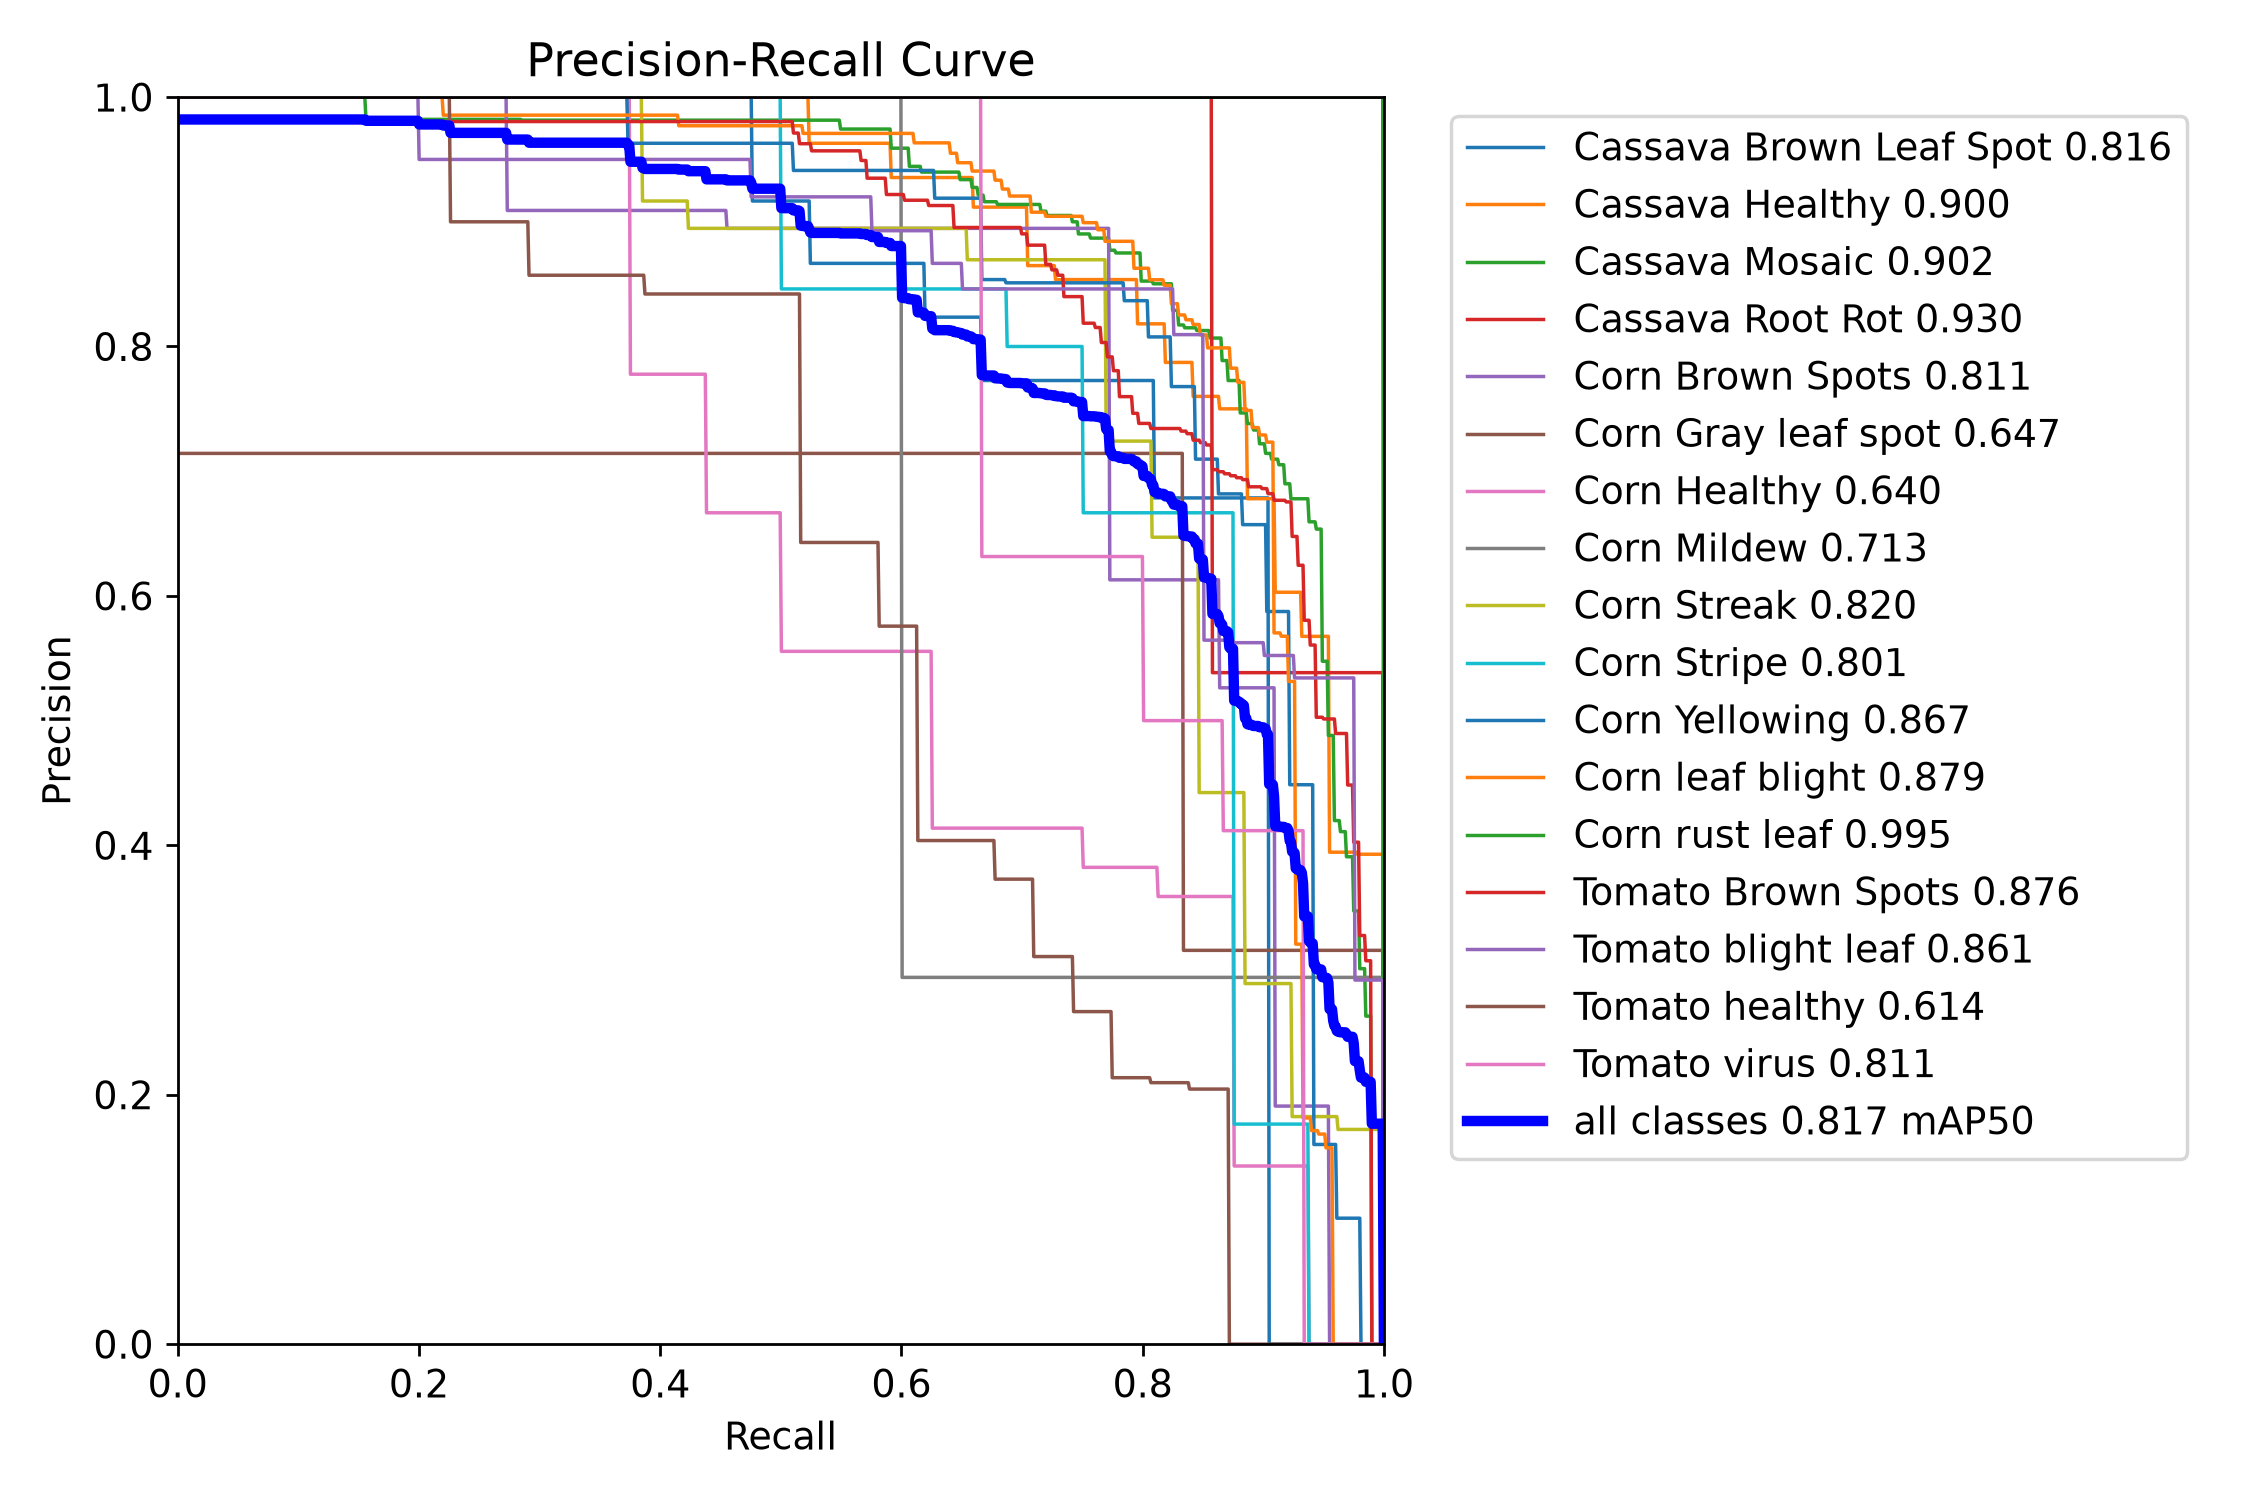 Precision-Recall Curve
1.0
0.8
0.6
0.4
0.2
0.0
Precision
0.0 0.2 0.4 0.6 0.8 1.0
Recall
Cassava Brown Leaf Spot 0.816
Cassava Healthy 0.900
Cassava Mosaic 0.902
Cassava Root Rot 0.930
Corn Brown Spots 0.811
Corn Gray leaf spot 0.647
Corn Healthy 0.640
Corn Mildew 0.713
Corn Streak 0.820
Corn Stripe 0.801
Corn Yellowing 0.867
Corn leaf blight 0.879
Corn rust leaf 0.995
Tomato Brown Spots 0.876
Tomato blight leaf 0.861
Tomato healthy 0.614
Tomato virus 0.811
all classes 0.817 mAP50